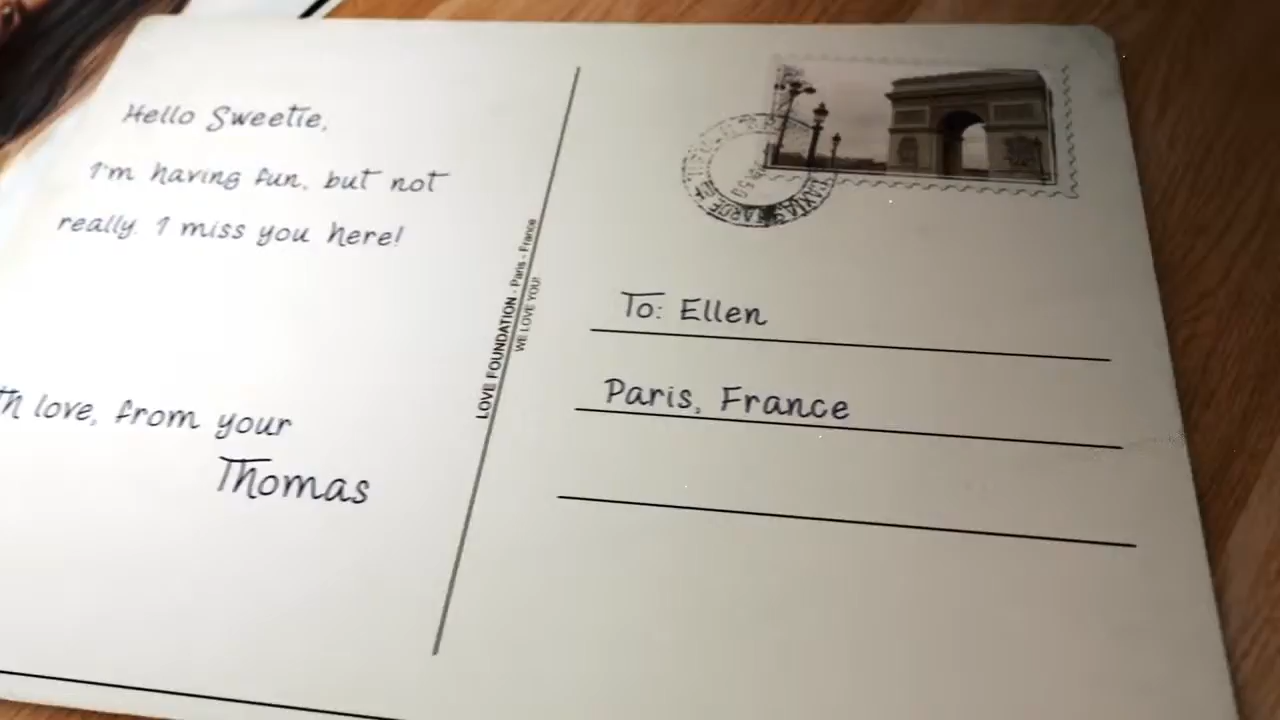 Hello Sweetie,
I'm having fun, but not
really. I miss you here!
love, from your
Thomas
LOVE FOUNDATION - Paris - France
WE LOVE YOU!
To: Ellen
Paris, France